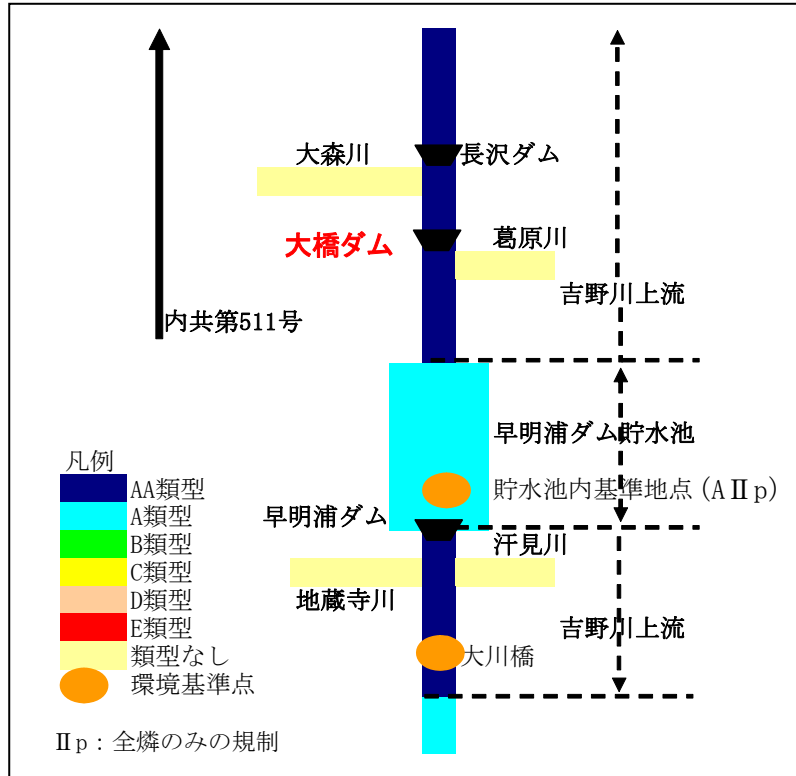 大森川
長沢ダム
大橋ダム
葛原川
吉野川上流
内共第511号
早明浦ダム貯水池
凡例
AA類型
A類型
B類型
C類型
D類型
E類型
類型なし
環境基準点
貯水池内基準地点(AⅡp)
早明浦ダム
汗見川
地蔵寺川
吉野川上流
大川橋
Ⅱp：全燐のみの規制